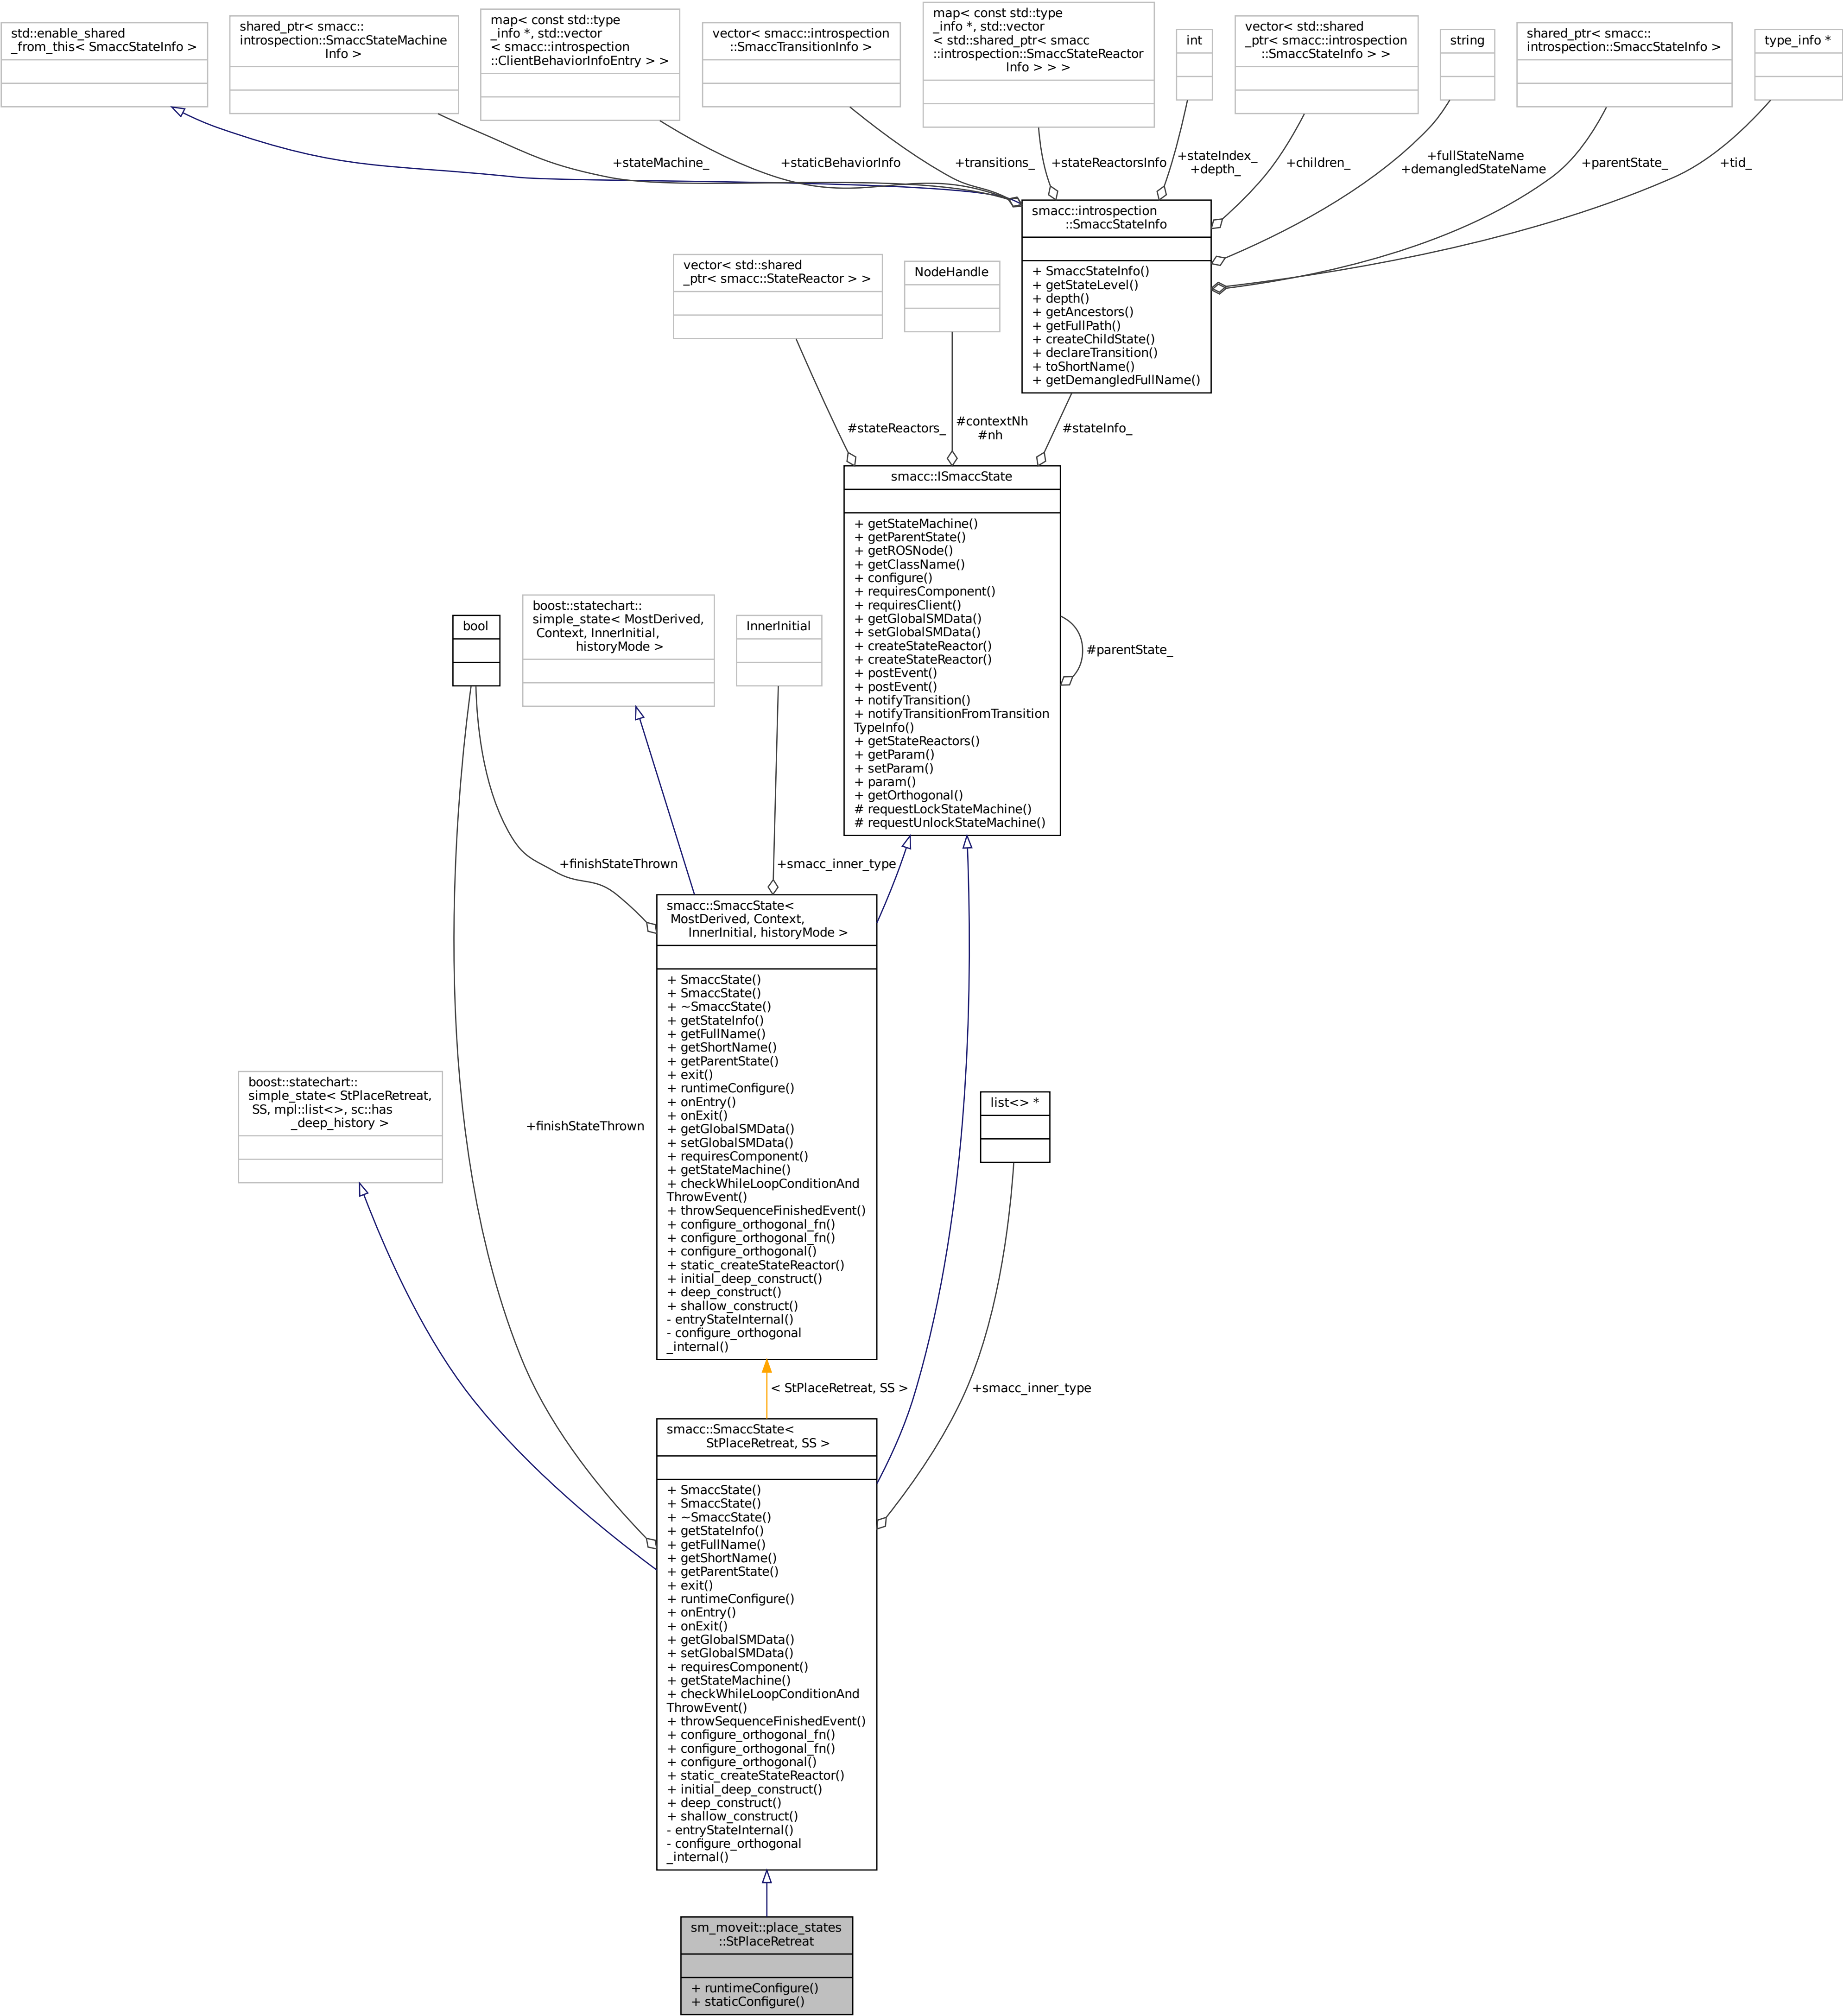 std::enable_shared
_from_this< SmaccStateInfo >
shared_ptr< smacc::
introspection::SmaccStateMachine
Info >
map< const std::type
_info *, std::vector
< smacc::introspection
::ClientBehaviorInfoEntry > >
vector< smacc::introspection
::SmaccTransitionInfo >
map< const std::type
_info *, std::vector
< std::shared_ptr< smacc
::introspection::SmaccStateReactor
Info > > >
int
vector< std::shared
_ptr< smacc::introspection
::SmaccStateInfo > >
string
shared_ptr< smacc::
introspection::SmaccStateInfo >
type_info *
+stateMachine_
+staticBehaviorInfo
+transitions_
+stateReactorsInfo
+stateIndex_
+depth_
+children_
+fullStateName
+demangledStateName
+parentState_
+tid_
smacc::introspection
::SmaccStateInfo
+ SmaccStateInfo()
+ getStateLevel()
+ depth()
+ getAncestors()
+ getFullPath()
+ createChildState()
+ declareTransition()
+ toShortName()
+ getDemangledFullName()
vector< std::shared
_ptr< smacc::StateReactor > >
NodeHandle
#stateReactors_
#contextNh
#nh
#stateInfo_
smacc::ISmaccState
+ getStateMachine()
+ getParentState()
+ getROSNode()
+ getClassName()
+ configure()
+ requiresComponent()
+ requiresClient()
+ getGlobalSMData()
+ setGlobalSMData()
+ createStateReactor()
+ createStateReactor()
+ postEvent()
+ postEvent()
+ notifyTransition()
+ notifyTransitionFromTransition
TypeInfo()
+ getStateReactors()
+ getParam()
+ setParam()
+ param()
+ getOrthogonal()
# requestLockStateMachine()
# requestUnlockStateMachine()
#parentState_
bool
boost::statechart::
simple_state< MostDerived,
Context, InnerInitial,
historyMode >
InnerInitial
+finishStateThrown
+smacc_inner_type
smacc::SmaccState<
MostDerived, Context,
InnerInitial, historyMode >
+ SmaccState()
+ SmaccState()
+ ~SmaccState()
+ getStateInfo()
+ getFullName()
+ getShortName()
+ getParentState()
+ exit()
+ runtimeConfigure()
+ onEntry()
+ onExit()
+ getGlobalSMData()
+ setGlobalSMData()
+ requiresComponent()
+ getStateMachine()
+ checkWhileLoopConditionAnd
ThrowEvent()
+ throwSequenceFinishedEvent()
+ configure_orthogonal_fn()
+ configure_orthogonal_fn()
+ configure_orthogonal()
+ static_createStateReactor()
+ initial_deep_construct()
+ deep_construct()
+ shallow_construct()
- entryStateInternal()
- configure_orthogonal
_internal()
boost::statechart::
simple_state< StPlaceRetreat,
SS, mpl::list<>, sc::has
_deep_history >
+finishStateThrown
list<> *
< StPlaceRetreat, SS >
+smacc_inner_type
smacc::SmaccState<
StPlaceRetreat, SS >
+ SmaccState()
+ SmaccState()
+ ~SmaccState()
+ getStateInfo()
+ getFullName()
+ getShortName()
+ getParentState()
+ exit()
+ runtimeConfigure()
+ onEntry()
+ onExit()
+ getGlobalSMData()
+ setGlobalSMData()
+ requiresComponent()
+ getStateMachine()
+ checkWhileLoopConditionAnd
ThrowEvent()
+ throwSequenceFinishedEvent()
+ configure_orthogonal_fn()
+ configure_orthogonal_fn()
+ configure_orthogonal()
+ static_createStateReactor()
+ initial_deep_construct()
+ deep_construct()
+ shallow_construct()
- entryStateInternal()
- configure_orthogonal
_internal()
sm_moveit::place_states
::StPlaceRetreat
+ runtimeConfigure()
+ staticConfigure()